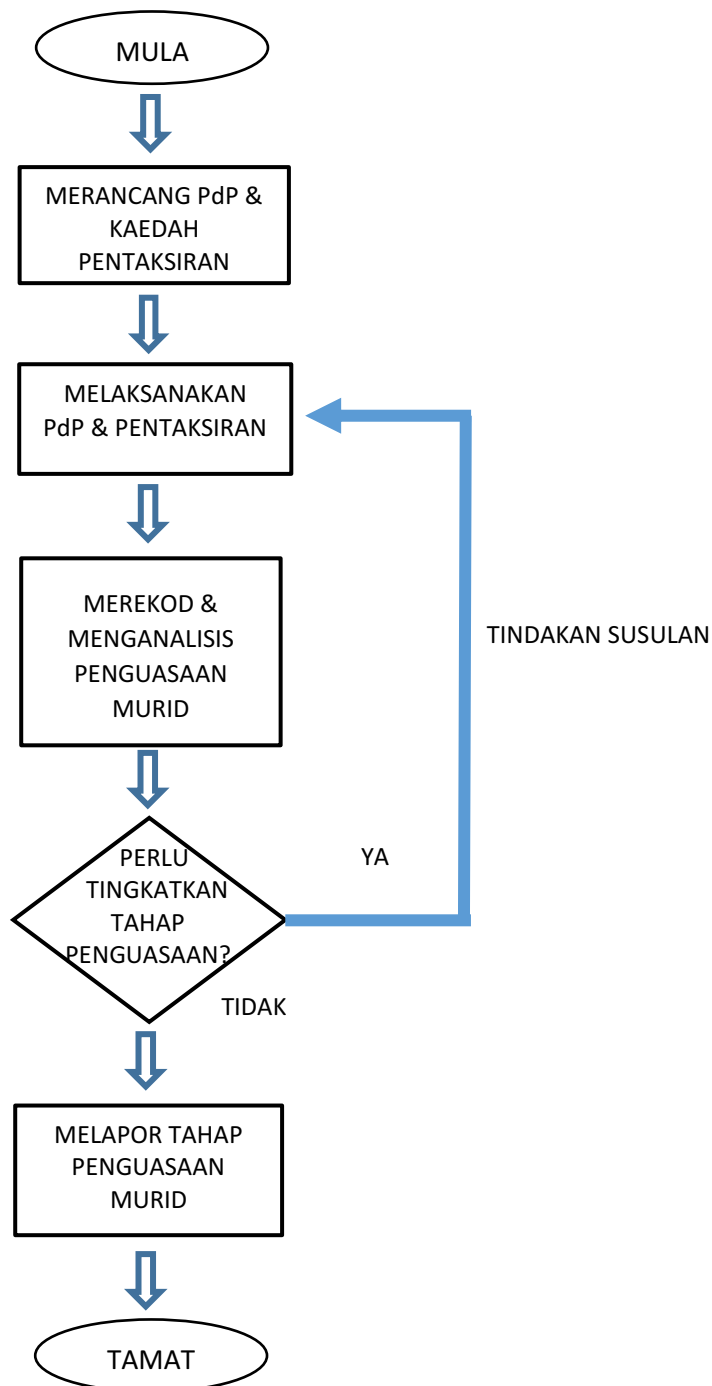 MULA
MERANCANG PdP &
KAEDAH
PENTAKSIRAN
MELAKSANAKAN
PdP & PENTAKSIRAN
MEREKOD &
MENGANALISIS
PENGUASAAN
MURID
TINDAKAN SUSULAN
PERLU
TINGKATKAN
TAHAP
PENGUASAAN?
YA
TIDAK
MELAPOR TAHAP
PENGUASAAN
MURID
TAMAT